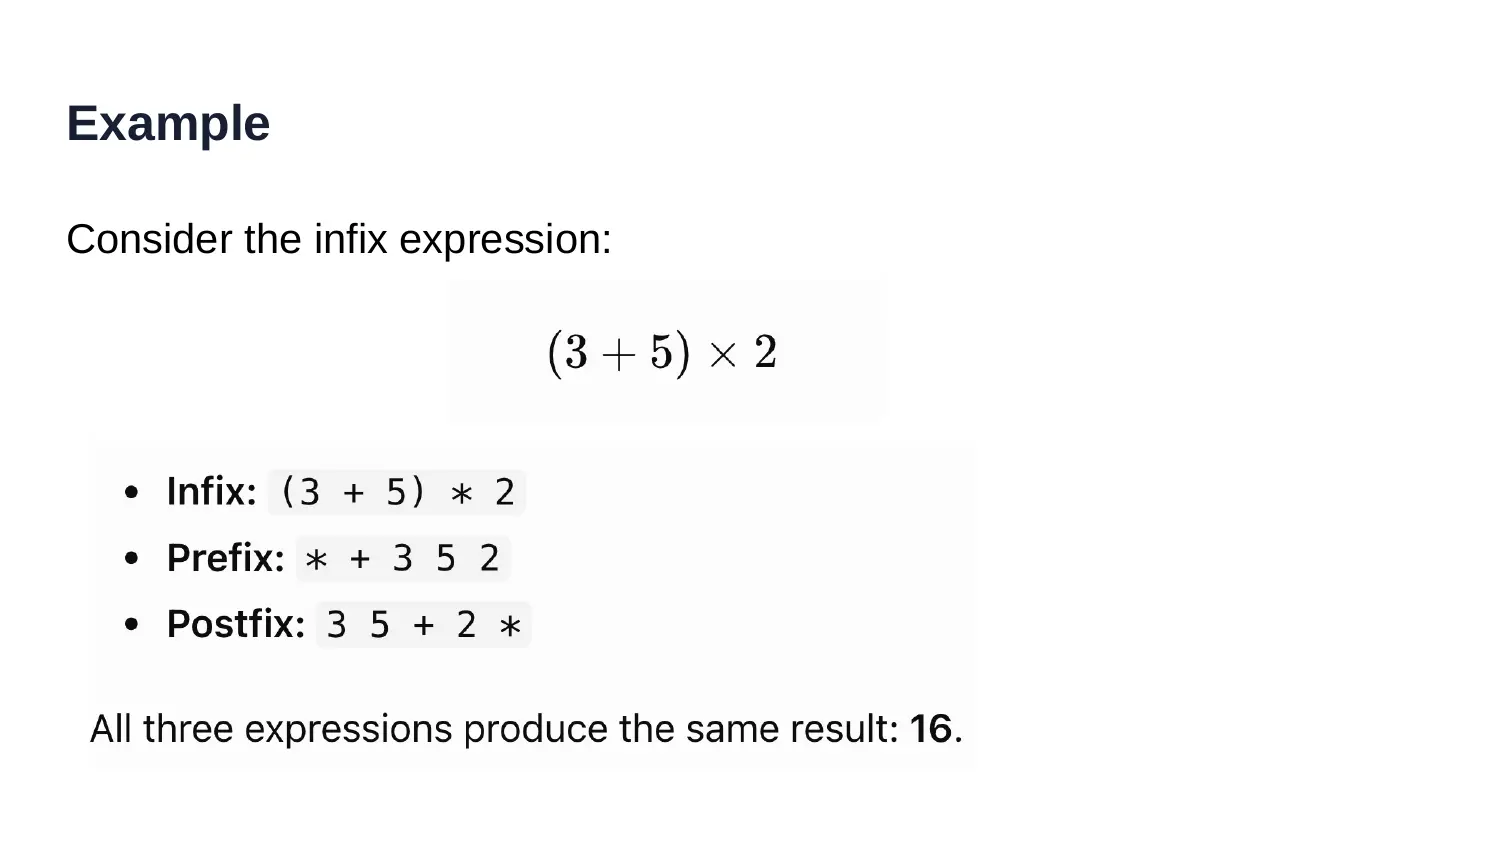 Example
Consider the infix expression:
(3 + 5) × 2
• Infix: (3 + 5) * 2
• Prefix: * + 3 5 2
• Postfix: 3 5 + 2 *
All three expressions produce the same result: 16.